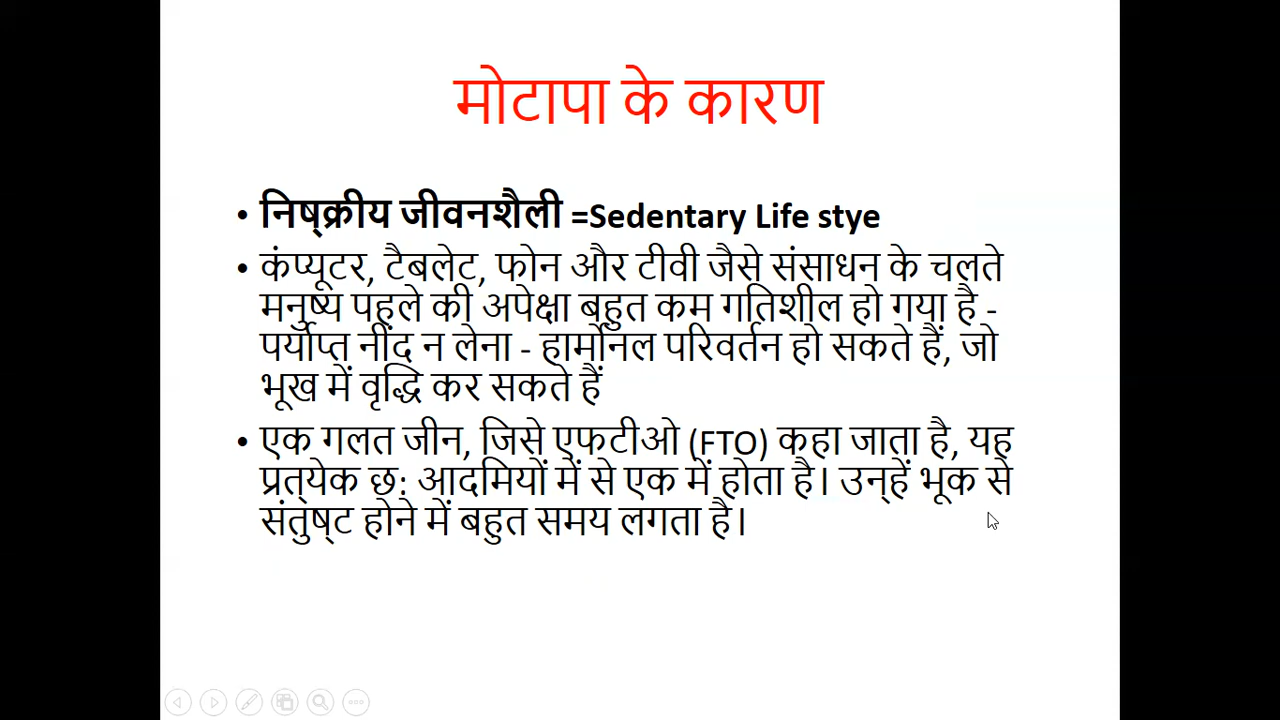 मोटापा के कारण
• निष्क्रीय जीवनशैली =Sedentary Life stye
• कंप्यूटर, टैबलेट, फोन और टीवी जैसे संसाधन के चलते
मनुष्य पहले की अपेक्षा बहुत कम गतिशील हो गया है -
पर्याप्त नींद न लेना - हार्मोनल परिवर्तन हो सकते हैं, जो
भूख में वृद्धि कर सकते हैं
• एक गलत जीन, जिसे एफटीओ (FTO) कहा जाता है, यह
प्रत्येक छ: आदमियों में से एक में होता है। उन्हें भूक से
संतुष्ट होने में बहुत समय लगता है।